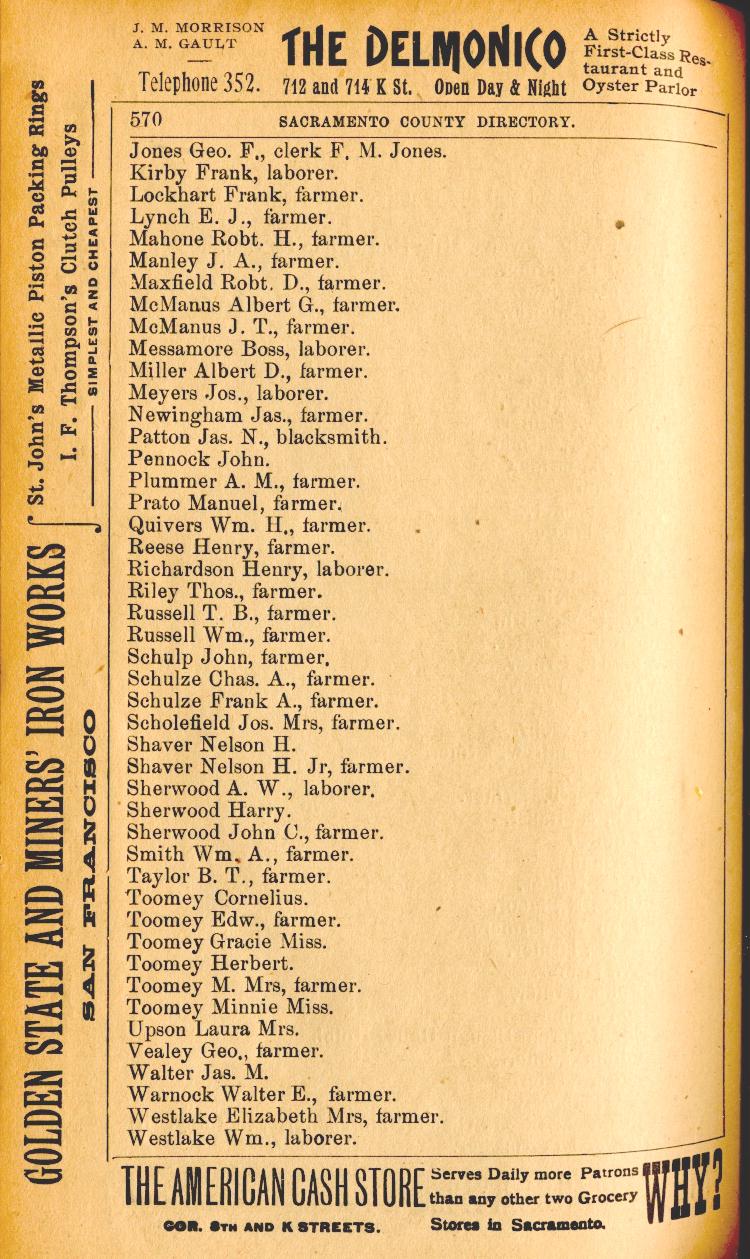 J. M. MORRISON
A. M. GAULT
Telephone 352.
THE DELMONICO
712 and 714 K St. Open Day & Night
A Strictly
First-Class Res-
taurant and
Oyster Parlor
570 SACRAMENTO COUNTY DIRECTORY.
Jones Geo. F., clerk F. M. Jones.
Kirby Frank, laborer.
Lockhart Frank, farmer.
Lynch E. J., farmer.
Mahone Robt. H., farmer.
Manley J. A., farmer.
Maxfield Robt. D., farmer.
McManus Albert G., farmer.
McManus J. T., farmer.
Messamore Boss, laborer.
Miller Albert D., farmer.
Meyers Jos., laborer.
Newingham Jas., farmer.
Patton Jas. N., blacksmith.
Pennock John.
Plummer A. M., farmer.
Prato Manuel, farmer.
Quivers Wm. H., farmer.
Reese Henry, farmer.
Richardson Henry, laborer.
Riley Thos., farmer.
Russell T. B., farmer.
Russell Wm., farmer.
Schulp John, farmer.
Schulze Chas. A., farmer.
Schulze Frank A., farmer.
Scholefield Jos. Mrs, farmer.
Shaver Nelson H.
Shaver Nelson H. Jr, farmer.
Sherwood A. W., laborer.
Sherwood Harry.
Sherwood John C., farmer.
Smith Wm. A., farmer.
Taylor B. T., farmer.
Toomey Cornelius.
Toomey Edw., farmer.
Toomey Gracie Miss.
Toomey Herbert.
Toomey M. Mrs, farmer.
Toomey Minnie Miss.
Upson Laura Mrs.
Vealey Geo., farmer.
Walter Jas. M.
Warnock Walter E., farmer.
Westlake Elizabeth Mrs, farmer.
Westlake Wm., laborer.
GOLDEN STATE AND MINERS' IRON WORKS
SAN FRANCISCO
St. John's Metallic Piston Packing Rings
I. F. Thompson's Clutch Pulleys
SIMPLEST AND CHEAPEST
THE AMERICAN CASH STORE
COR. 8TH AND K STREETS.
Serves Daily more Patrons
than any other two Grocery
Stores in Sacramento.
WHY?